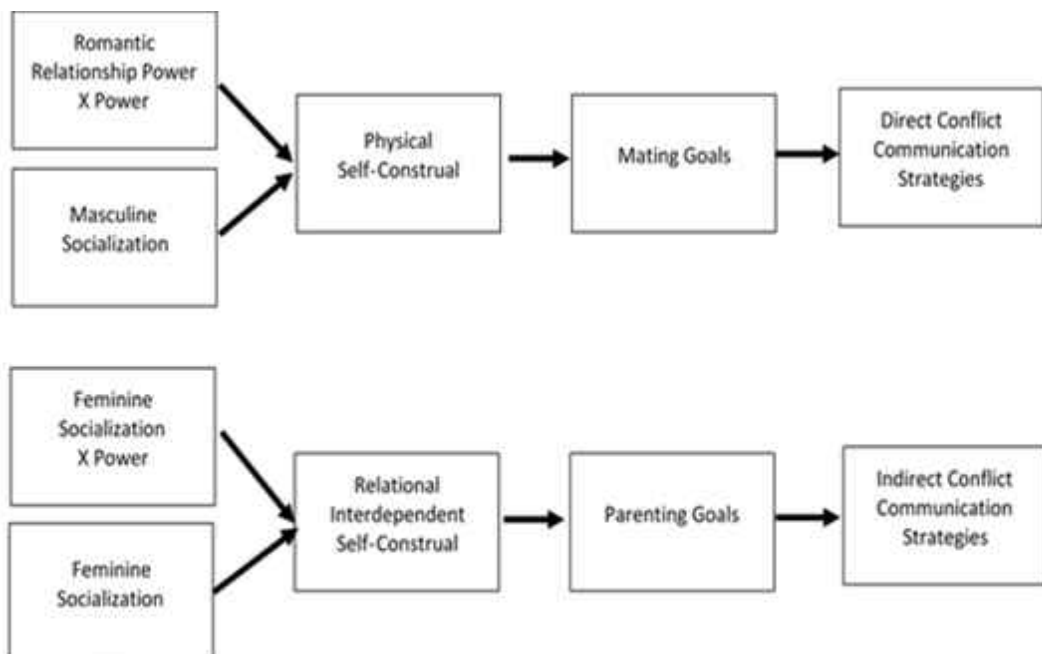 Romantic
Relationship Power
X Power
Masculine
Socialization
Physical
Self-Construal
Mating Goals
Direct Conflict
Communication
Strategies
Feminine
Socialization
X Power
Feminine
Socialization
Relational
Interdependent
Self-Construal
Parenting Goals
Indirect Conflict
Communication
Strategies